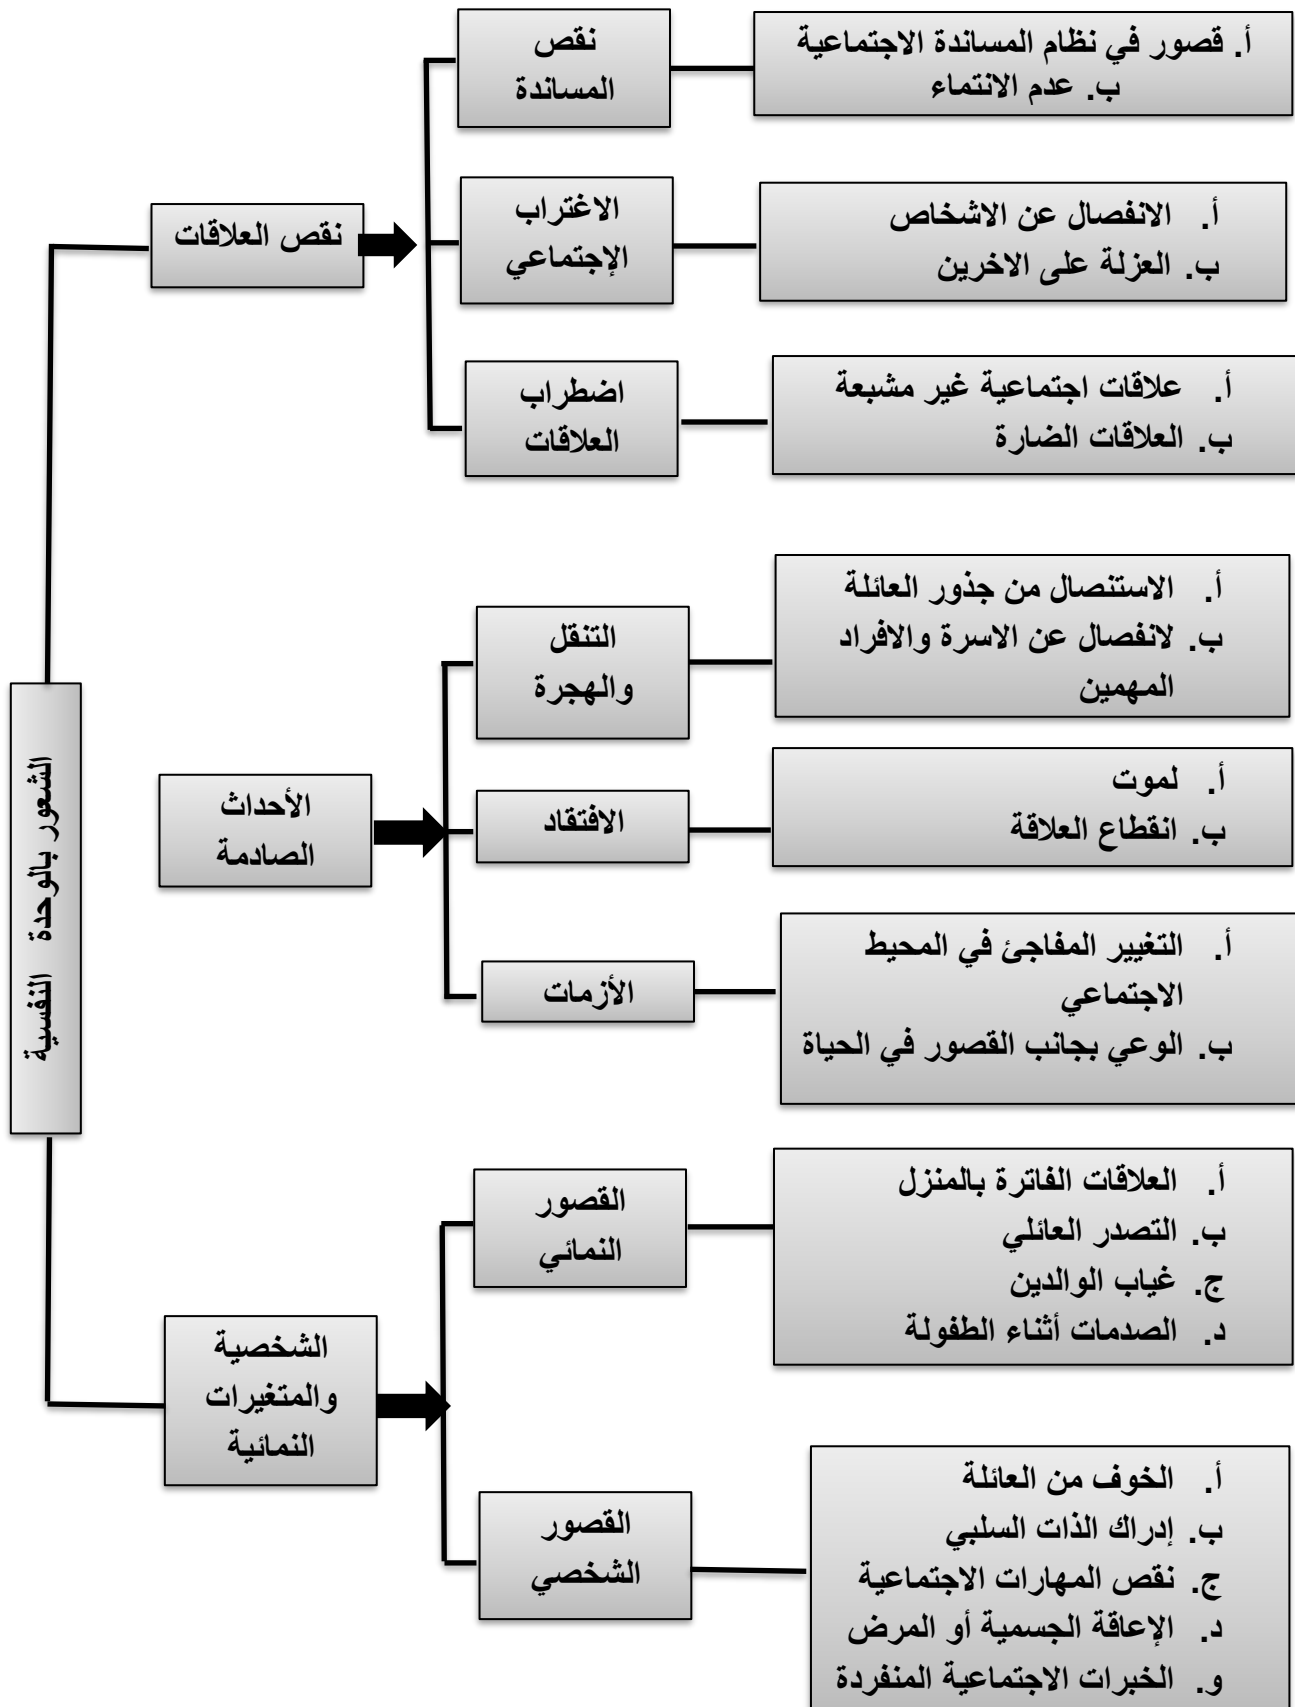 الشعور بالوحدة النفسية
نقص العلاقات
نقص
المساندة
أ. قصور في نظام المساندة الاجتماعية
ب. عدم الانتماء
الاغتراب
الإجتماعي
أ. الانفصال عن الاشخاص
ب. العزلة على الاخرين
اضطراب
العلاقات
أ. علاقات اجتماعية غير مشبعة
ب. العلاقات الضارة
الأحداث
الصادمة
التنقل
والهجرة
أ. الاستنصال من جذور العائلة
ب. لانفصال عن الاسرة والافراد
المهمين
الافتقاد
أ. لموت
ب. انقطاع العلاقة
الأزمات
أ. التغيير المفاجئ في المحيط
الاجتماعي
ب. الوعي بجانب القصور في الحياة
الشخصية
والمتغيرات
النمائية
القصور
النمائي
أ. العلاقات الفاترة بالمنزل
ب. التصدر العائلي
ج. غياب الوالدين
د. الصدمات أثناء الطفولة
القصور
الشخصي
أ. الخوف من العائلة
ب. إدراك الذات السلبي
ج. نقص المهارات الاجتماعية
د. الإعاقة الجسمية أو المرض
و. الخبرات الاجتماعية المنفردة